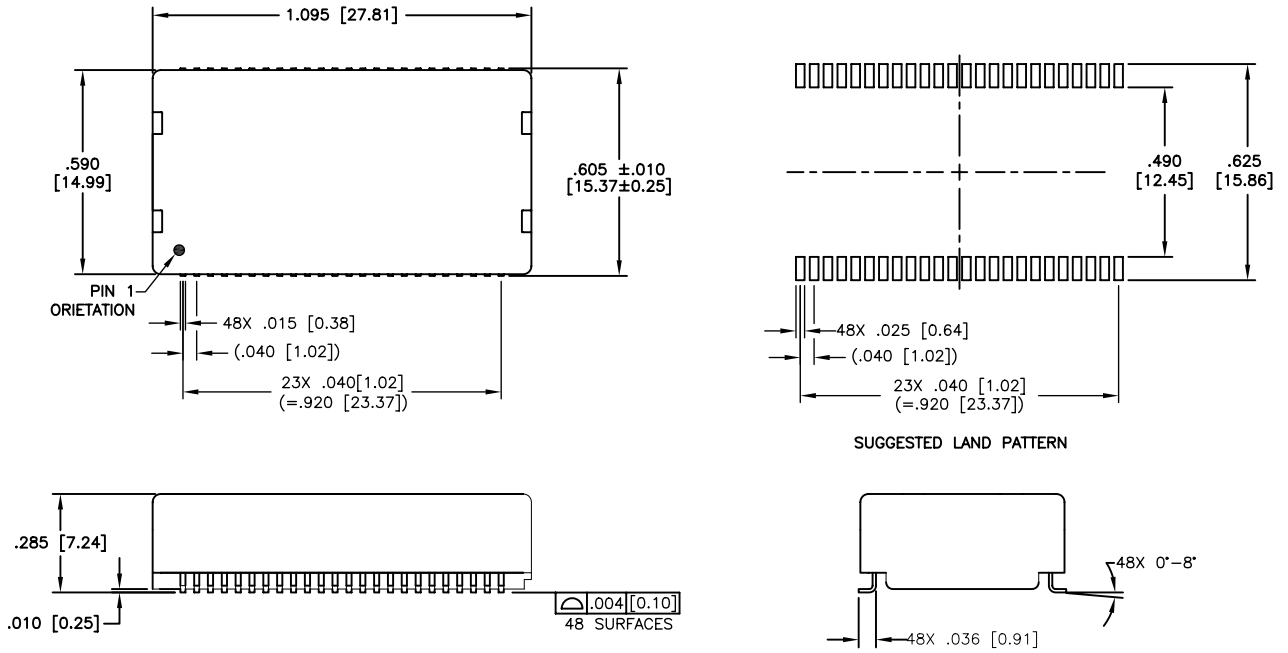 1.095 [27.81]
.590
[14.99]
.605 ±.010
[15.37±0.25]
PIN 1
ORIETATION
48X .015 [0.38]
(.040 [1.02])
23X .040[1.02]
(=.920 [23.37])
.490
[12.45]
.625
[15.86]
48X .025 [0.64]
(.040 [1.02])
23X .040 [1.02]
(=.920 [23.37])
SUGGESTED LAND PATTERN
.285 [7.24]
.010 [0.25]
.004 [0.10]
48 SURFACES
48X 0°-8°
48X .036 [0.91]